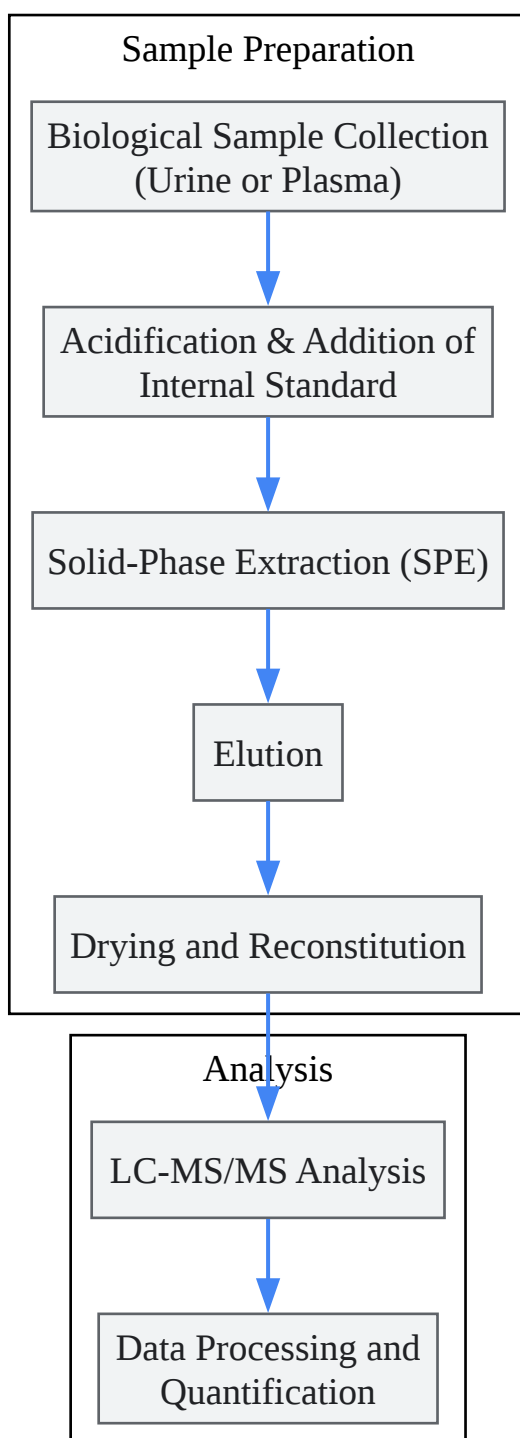 Sample Preparation
Biological Sample Collection
(Urine or Plasma)
Acidification & Addition of
Internal Standard
Solid-Phase Extraction (SPE)
Elution
Drying and Reconstitution
Analysis
LC-MS/MS Analysis
Data Processing and
Quantification